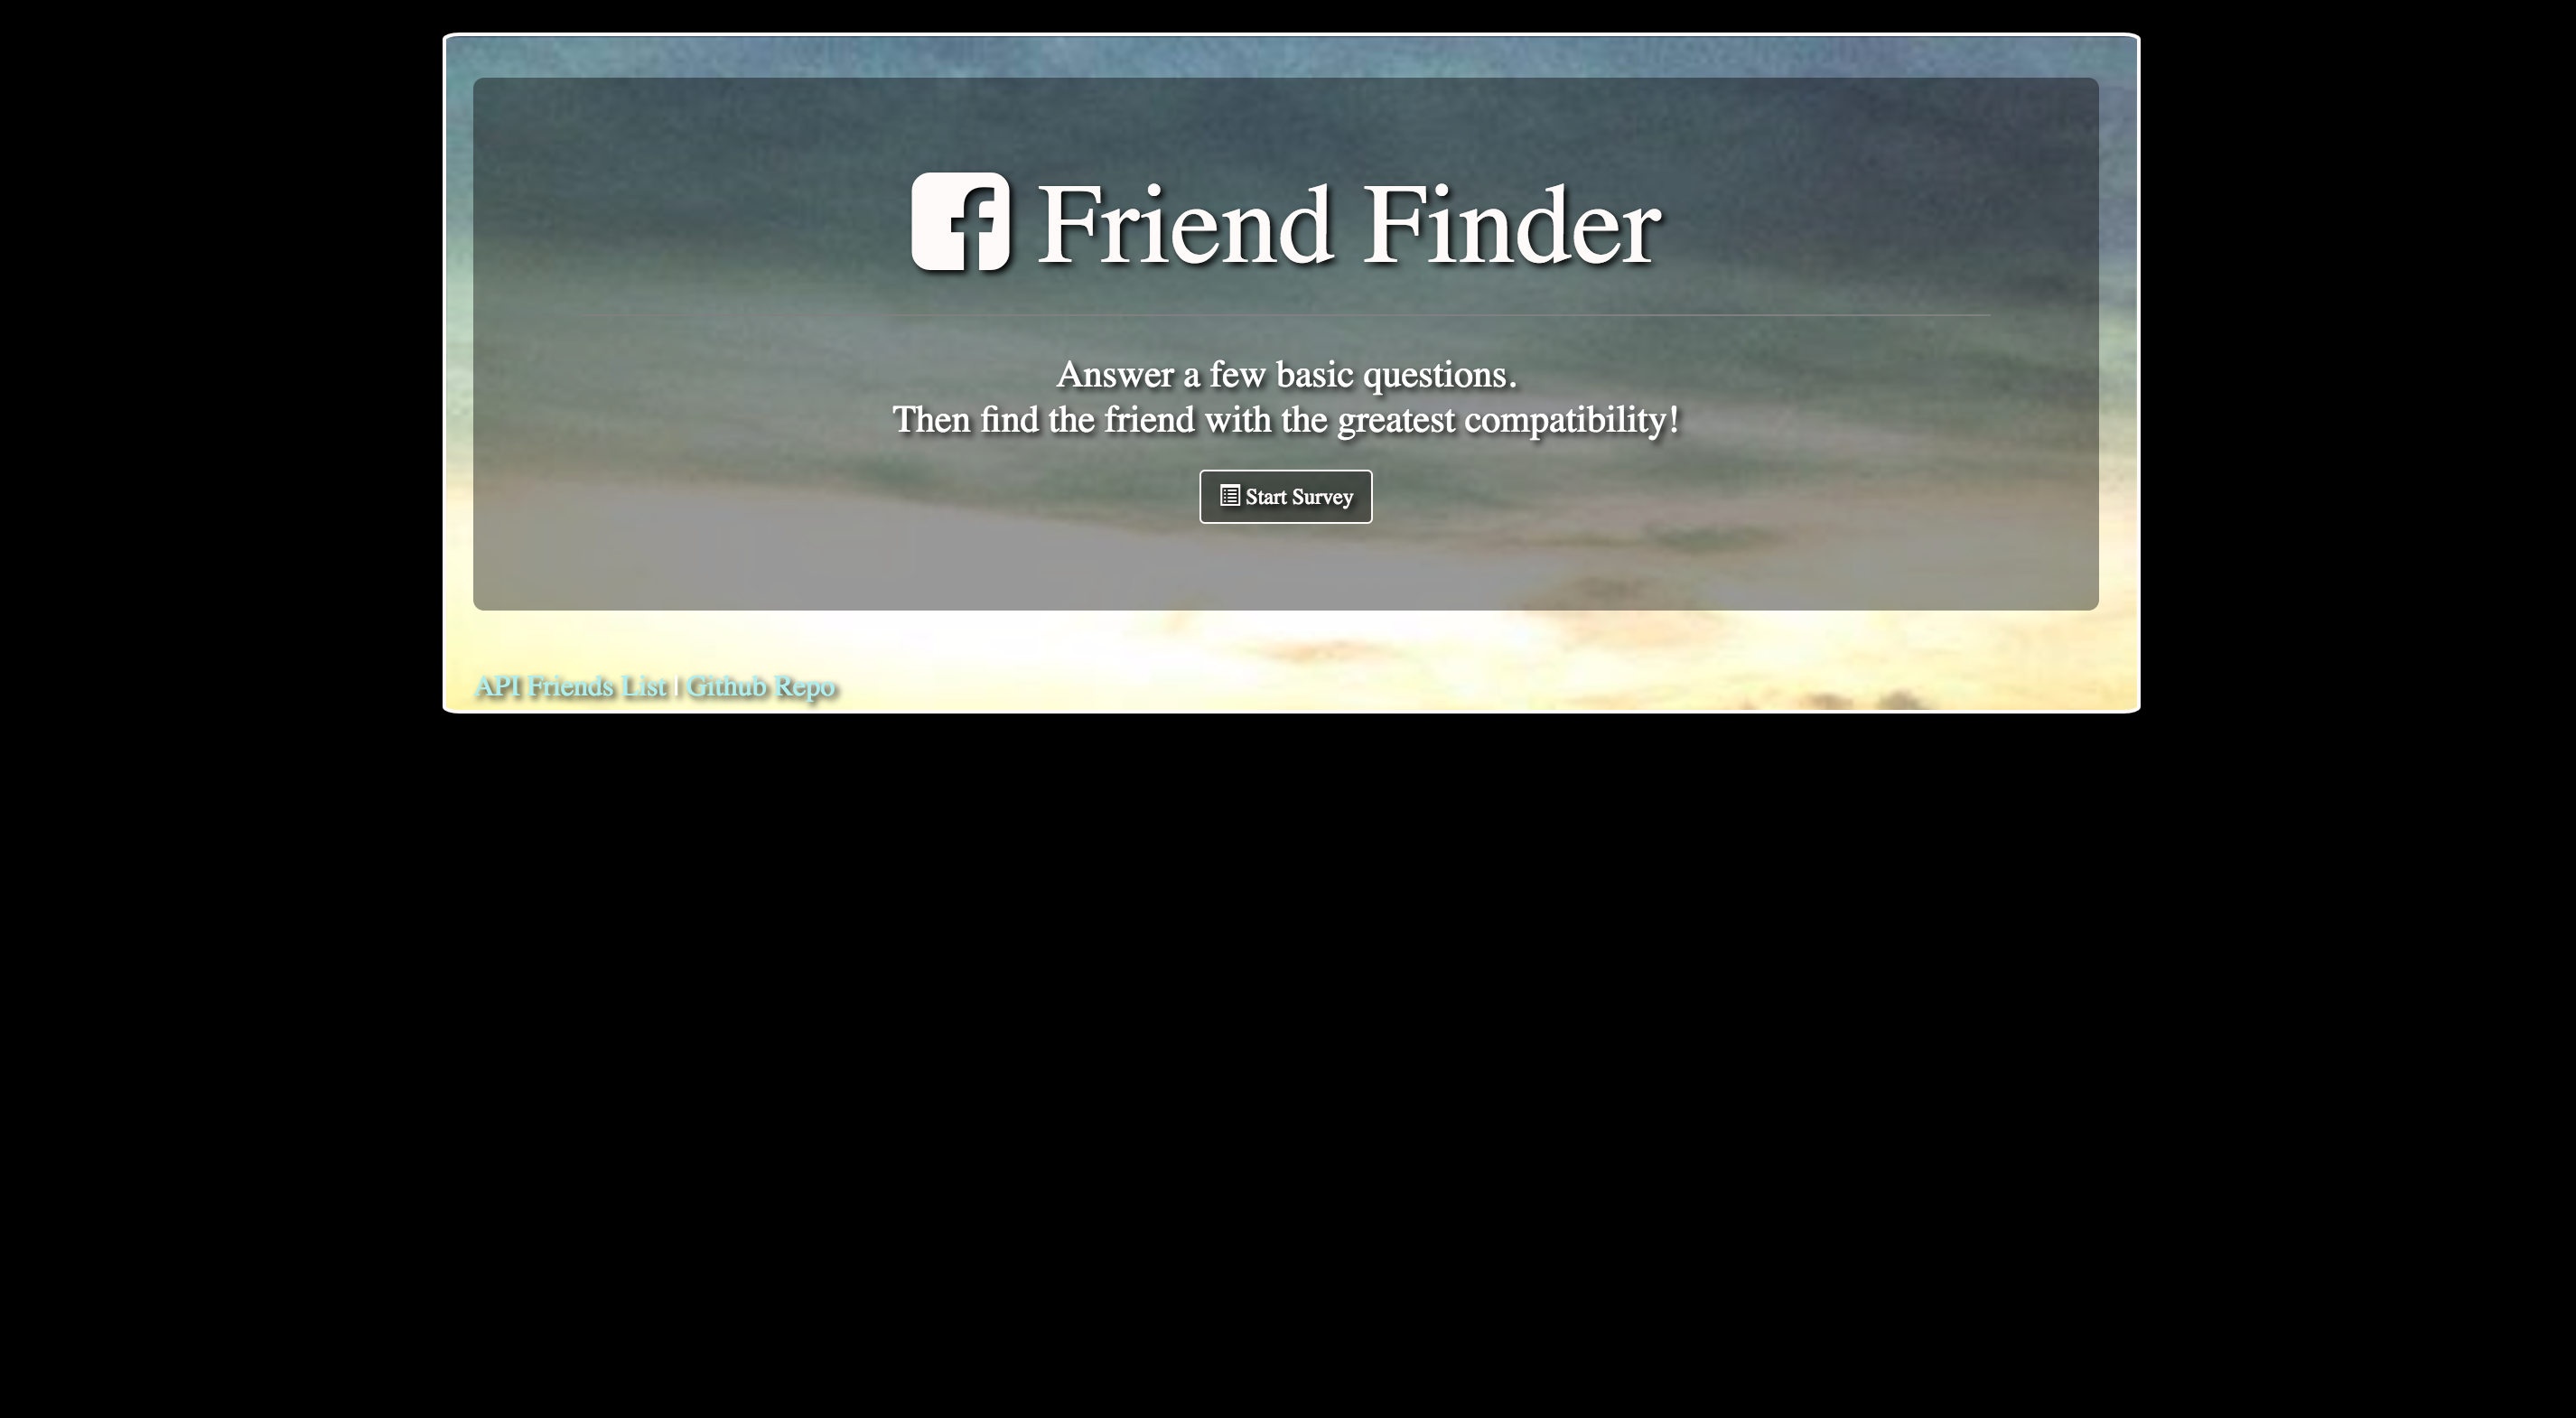 Friend Finder
Answer a few basic questions.
Then find the friend with the greatest compatibility!
Start Survey
API Friends List | Github Repo